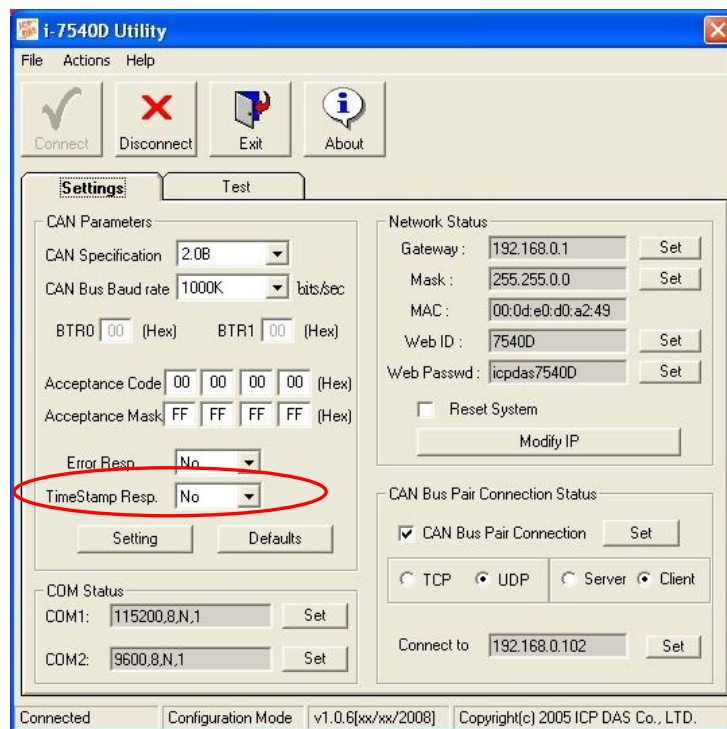 i-7540D Utility
File Actions Help
Connect Disconnect Exit About
Settings Test
CAN Parameters
CAN Specification 2.0B
CAN Bus Baud rate 1000K bits/sec
BTR0 00 (Hex) BTR1 00 (Hex)
Acceptance Code 00 00 00 00 (Hex)
Acceptance Mask FF FF FF FF (Hex)
Error Resp. No
TimeStamp Resp. No
Setting Defaults
COM Status
COM1: 115200,8,N,1 Set
COM2: 9600,8,N,1 Set
Network Status
Gateway : 192.168.0.1 Set
Mask : 255.255.0.0 Set
MAC : 00:0d:e0:d0:a2:49
Web ID : 7540D Set
Web Passwd : icpdas7540D Set
Reset System
Modify IP
CAN Bus Pair Connection Status
CAN Bus Pair Connection Set
TCP UDP Server Client
Connect to 192.168.0.102 Set
Connected Configuration Mode v1.0.6[xx/xx/2008] Copyright(c) 2005 ICP DAS Co., LTD.